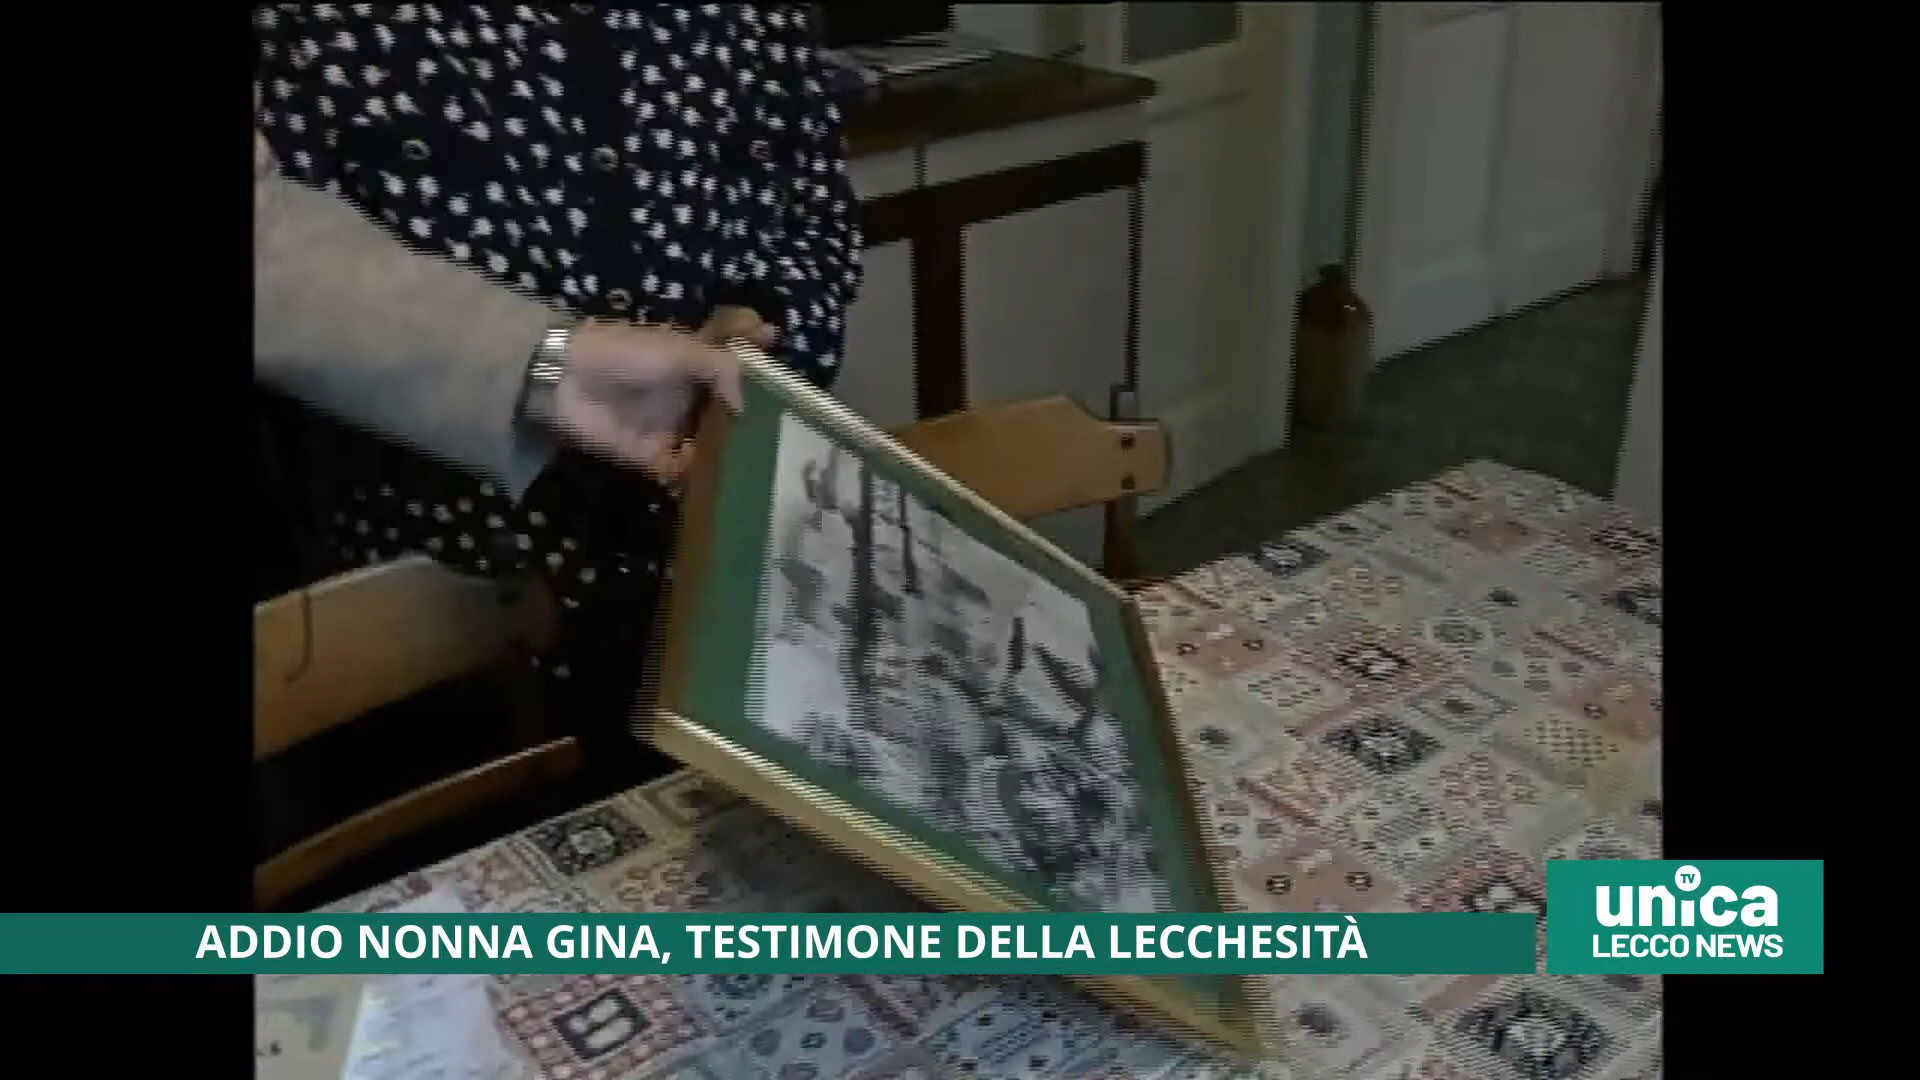 ADDIO NONNA GINA, TESTIMONE DELLA LECCHESITÀ
TV
unica
LECCO NEWS